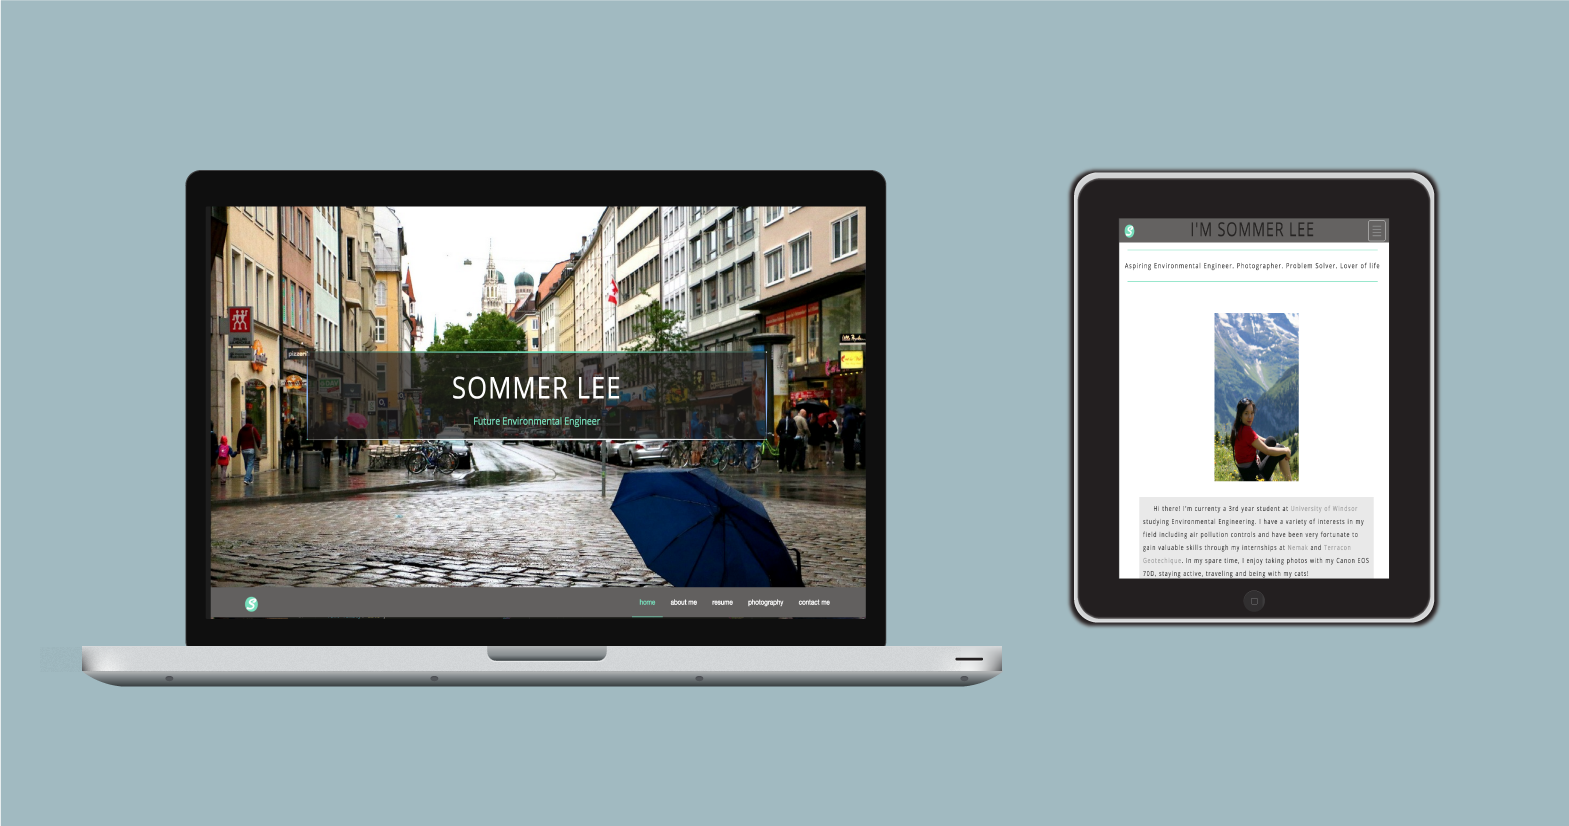 pizzeri
SOMMER LEE
Future Environmental Engineer
S
home about me resume photography contact me
S
I'M SOMMER LEE
Aspiring Environmental Engineer. Photographer. Problem Solver. Lover of life
Hi there! I'm currenty a 3rd year student at University of Windsor
studying Environmental Engineering. I have a variety of interests in my
field including air pollution controls and have been very fortunate to
gain valuable skills through my internships at Nemak and Terracon
Geotechique. In my spare time, I enjoy taking photos with my Canon EOS
70D, staying active, traveling and being with my cats!